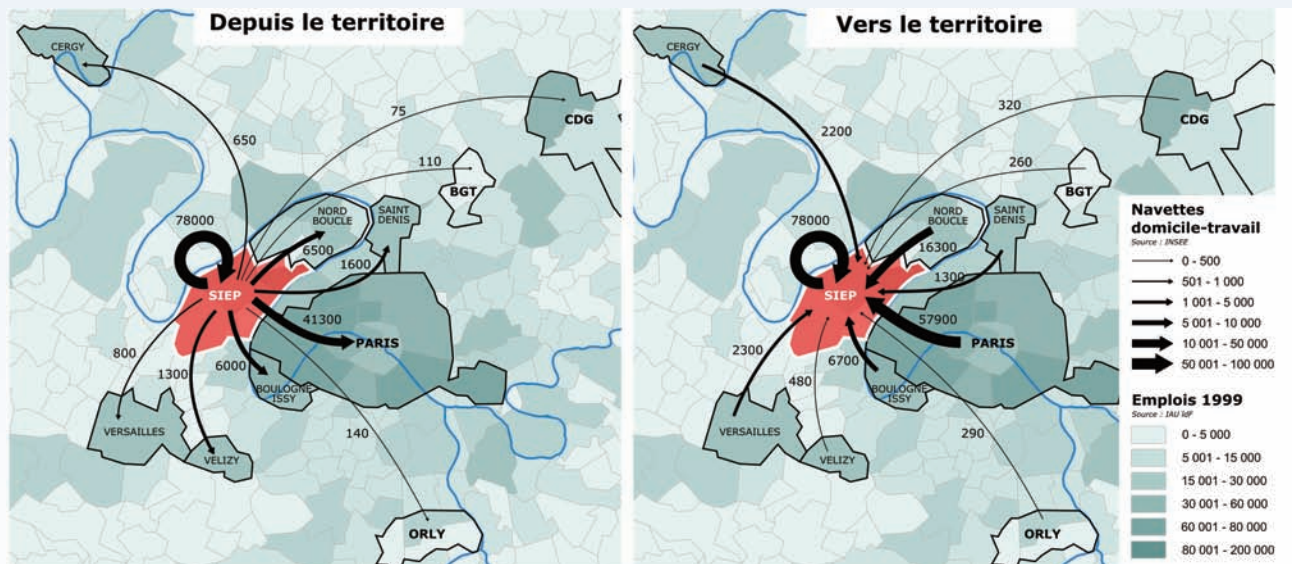 Depuis le territoire
CERGY
75
CDG
650
110
BGT
78000
NORD
BOUCLE
SAINT
DENIS
6500
1600
SIEP
41300
PARIS
800
1300
6000
BOULOGNE
ISSY
VERSAILLES
VELIZY
140
ORLY
Vers le territoire
CERGY
320
CDG
2200
260
BGT
78000
NORD
BOUCLE
SAINT
DENIS
16300
1300
SIEP
57900
PARIS
2300
480
6700
BOULOGNE
ISSY
VERSAILLES
VELIZY
290
ORLY
Navettes
domicile-travail
Source : INSEE
0 - 500
501 - 1 000
1 001 - 5 000
5 001 - 10 000
10 001 - 50 000
50 001 - 100 000
Emplois 1999
Source : IAU IdF
0 - 5 000
5 001 - 15 000
15 001 - 30 000
30 001 - 60 000
60 001 - 80 000
80 001 - 200 000